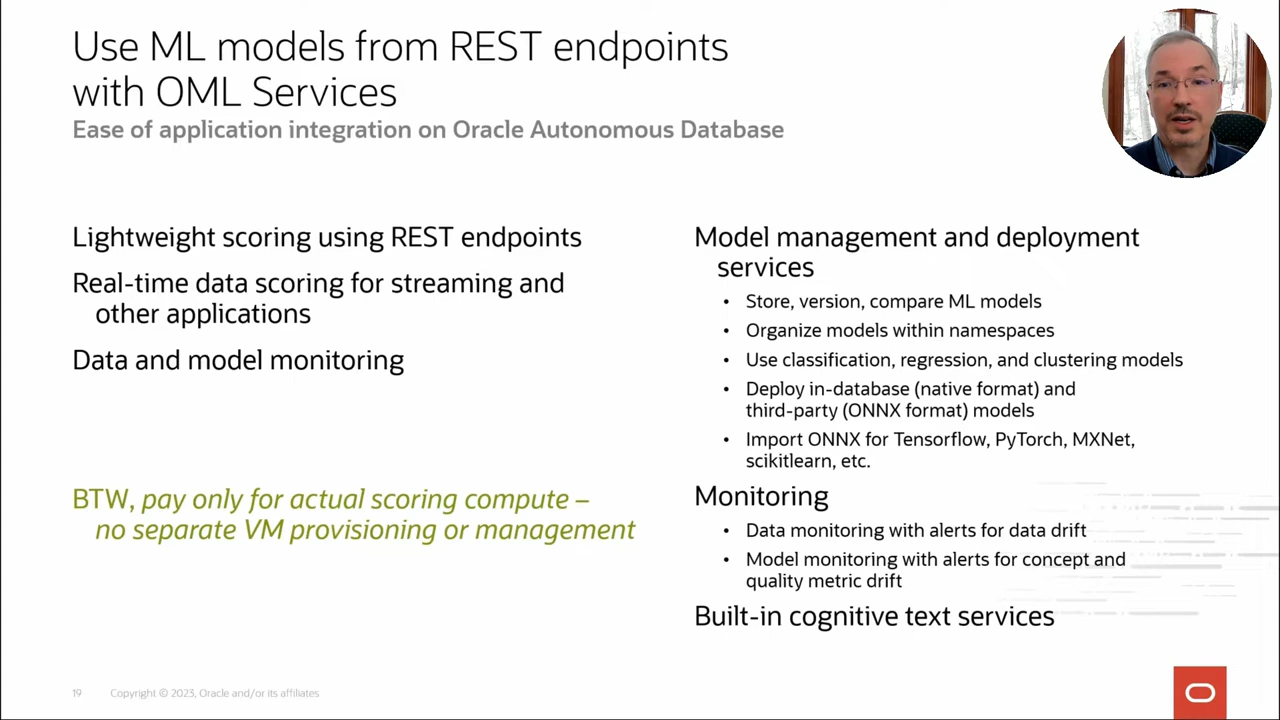 Use ML models from REST endpoints
with OML Services
Ease of application integration on Oracle Autonomous Database
Lightweight scoring using REST endpoints
Real-time data scoring for streaming and
other applications
Data and model monitoring
BTW, pay only for actual scoring compute –
no separate VM provisioning or management
Model management and deployment
services
• Store, version, compare ML models
• Organize models within namespaces
• Use classification, regression, and clustering models
• Deploy in-database (native format) and
third-party (ONNX format) models
• Import ONNX for Tensorflow, PyTorch, MXNet,
scikitlearn, etc.
Monitoring
• Data monitoring with alerts for data drift
• Model monitoring with alerts for concept and
quality metric drift
Built-in cognitive text services
19 Copyright © 2023, Oracle and/or its affiliates